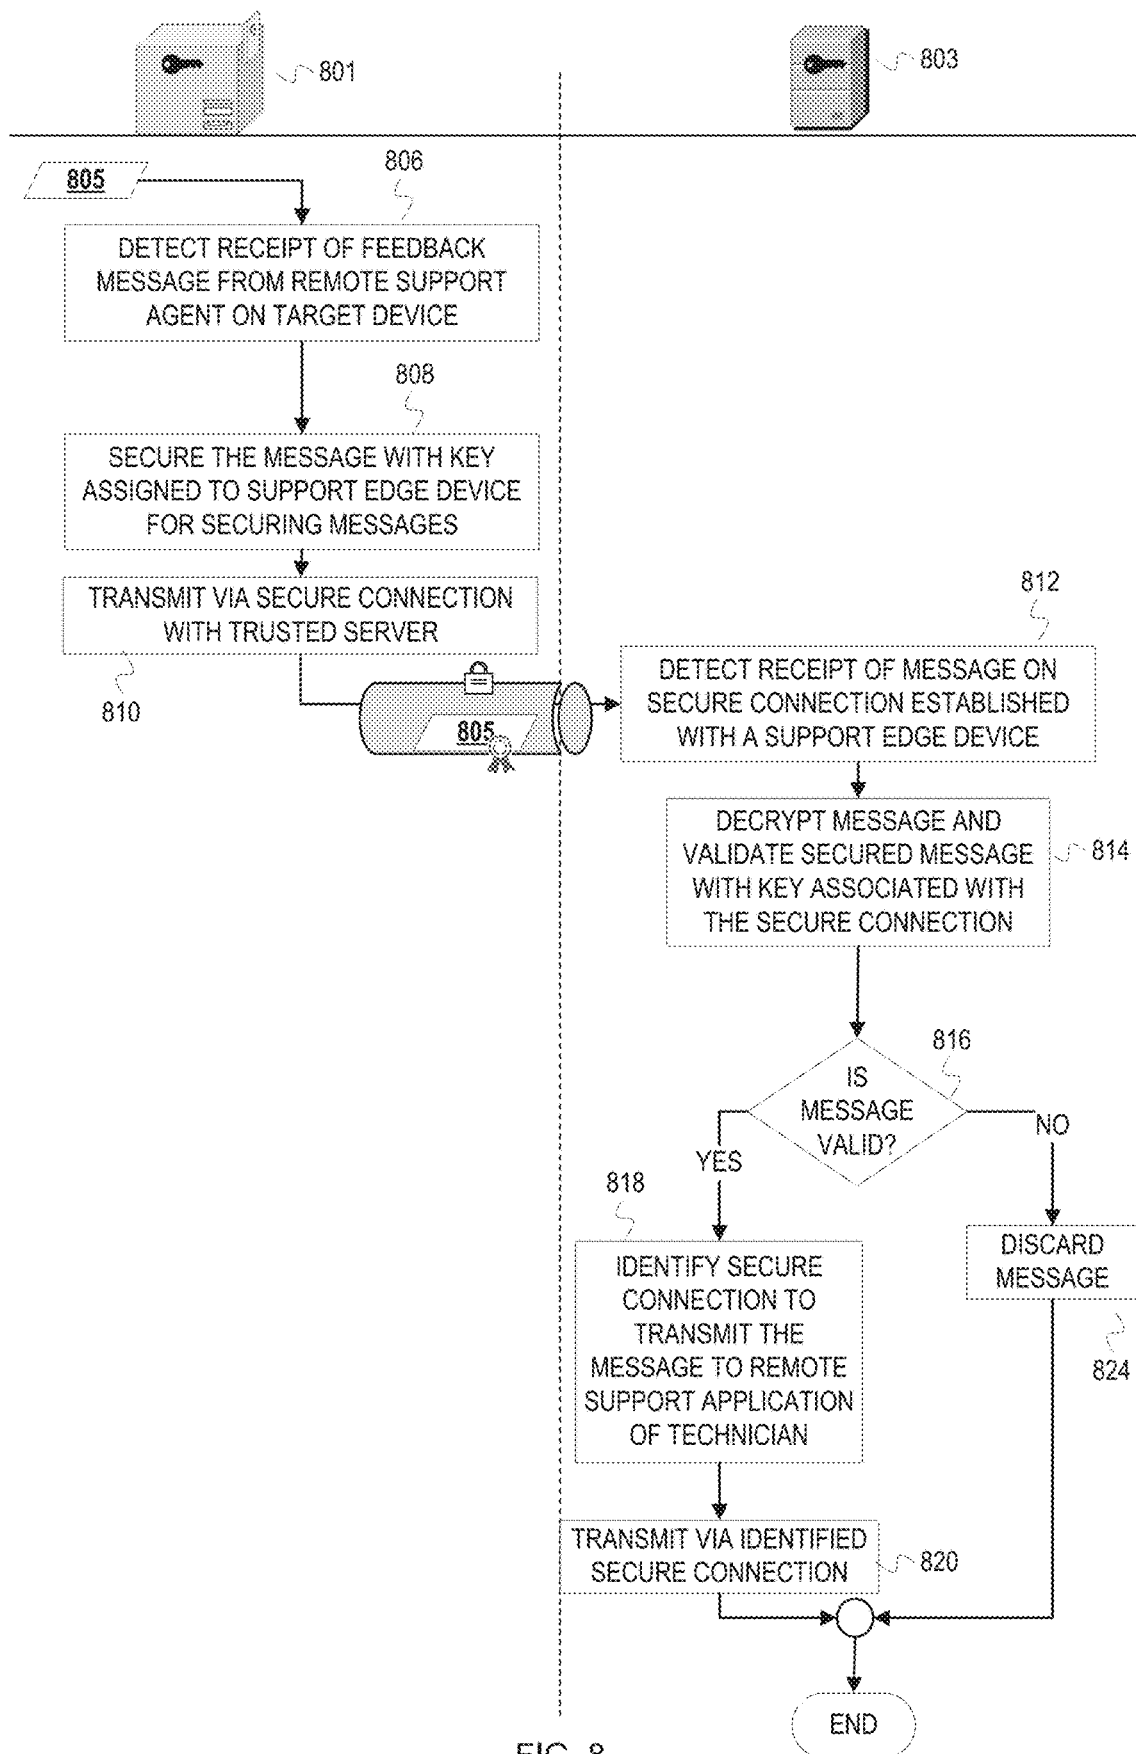 801
803
805
806
DETECT RECEIPT OF FEEDBACK
MESSAGE FROM REMOTE SUPPORT
AGENT ON TARGET DEVICE
808
SECURE THE MESSAGE WITH KEY
ASSIGNED TO SUPPORT EDGE DEVICE
FOR SECURING MESSAGES
TRANSMIT VIA SECURE CONNECTION
WITH TRUSTED SERVER
810
805
812
DETECT RECEIPT OF MESSAGE ON
SECURE CONNECTION ESTABLISHED
WITH A SUPPORT EDGE DEVICE
DECRYPT MESSAGE AND
VALIDATE SECURED MESSAGE
WITH KEY ASSOCIATED WITH
THE SECURE CONNECTION
814
816
IS
MESSAGE
VALID?
YES
NO
818
IDENTIFY SECURE
CONNECTION TO
TRANSMIT THE
MESSAGE TO REMOTE
SUPPORT APPLICATION
OF TECHNICIAN
DISCARD
MESSAGE
824
TRANSMIT VIA IDENTIFIED
SECURE CONNECTION
820
END
FIG. 8